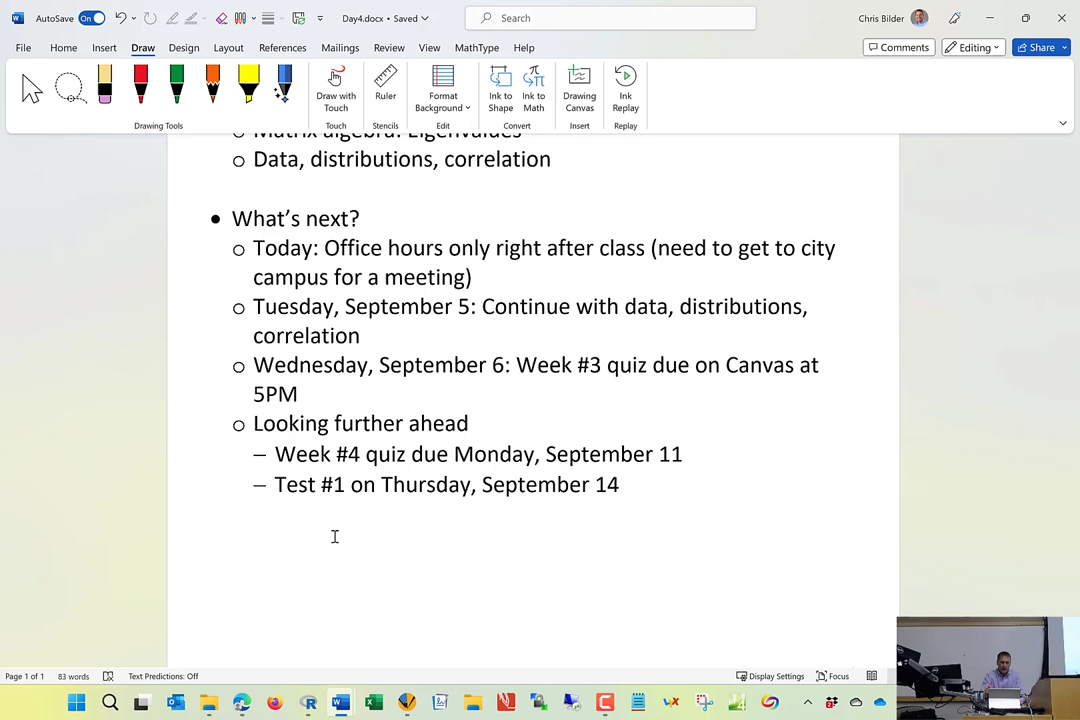 AutoSave On Day4.docx • Saved Search Chris Bilder
File Home Insert Draw Design Layout References Mailings Review View MathType Help Comments Editing Share
Draw with Touch
Ruler
Format Background
Ink to Shape
Ink to Math
Drawing Canvas
Ink Replay
Drawing Tools Touch Stencils Edit Convert Insert Replay
o Matrix algebra: Eigenvalues
o Data, distributions, correlation
• What's next?
o Today: Office hours only right after class (need to get to city
campus for a meeting)
o Tuesday, September 5: Continue with data, distributions,
correlation
o Wednesday, September 6: Week #3 quiz due on Canvas at
5PM
o Looking further ahead
– Week #4 quiz due Monday, September 11
– Test #1 on Thursday, September 14
Page 1 of 1 83 words Text Predictions: Off Display Settings Focus